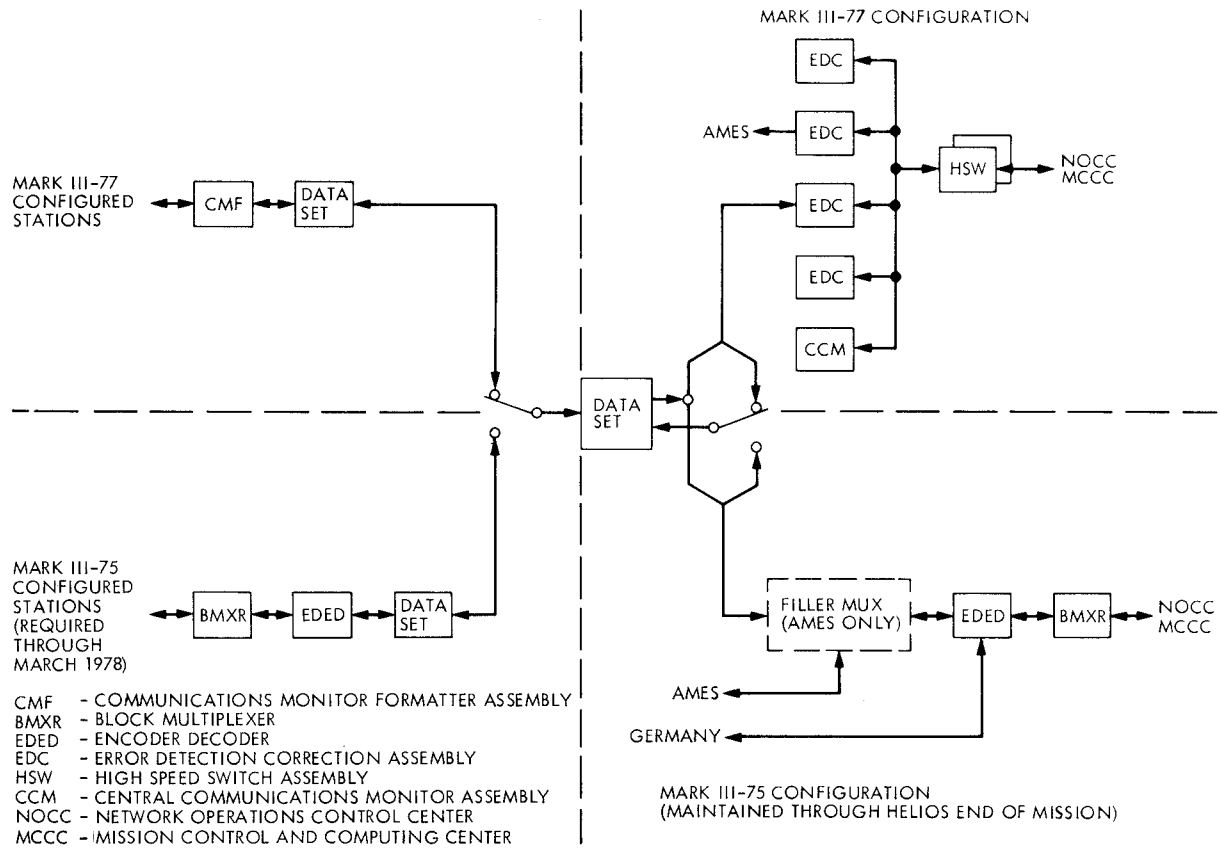 MARK III-77 CONFIGURATION
EDC
AMES
EDC
HSW
NOCC
MCCC
EDC
EDC
CCM
MARK III-77
CONFIGURED
STATIONS
CMF
DATA
SET
DATA
SET
MARK III-75
CONFIGURED
STATIONS
(REQUIRED
THROUGH
MARCH 1978)
BMXR
EDED
DATA
SET
FILLER MUX
(AMES ONLY)
EDED
BMXR
NOCC
MCCC
AMES
GERMANY
CMF - COMMUNICATIONS MONITOR FORMATTER ASSEMBLY
BMXR - BLOCK MULTIPLEXER
EDED - ENCODER DECODER
EDC - ERROR DETECTION CORRECTION ASSEMBLY
HSW - HIGH SPEED SWITCH ASSEMBLY
CCM - CENTRAL COMMUNICATIONS MONITOR ASSEMBLY
NOCC - NETWORK OPERATIONS CONTROL CENTER
MCCC - MISSION CONTROL AND COMPUTING CENTER
MARK III-75 CONFIGURATION
(MAINTAINED THROUGH HELIOS END OF MISSION)